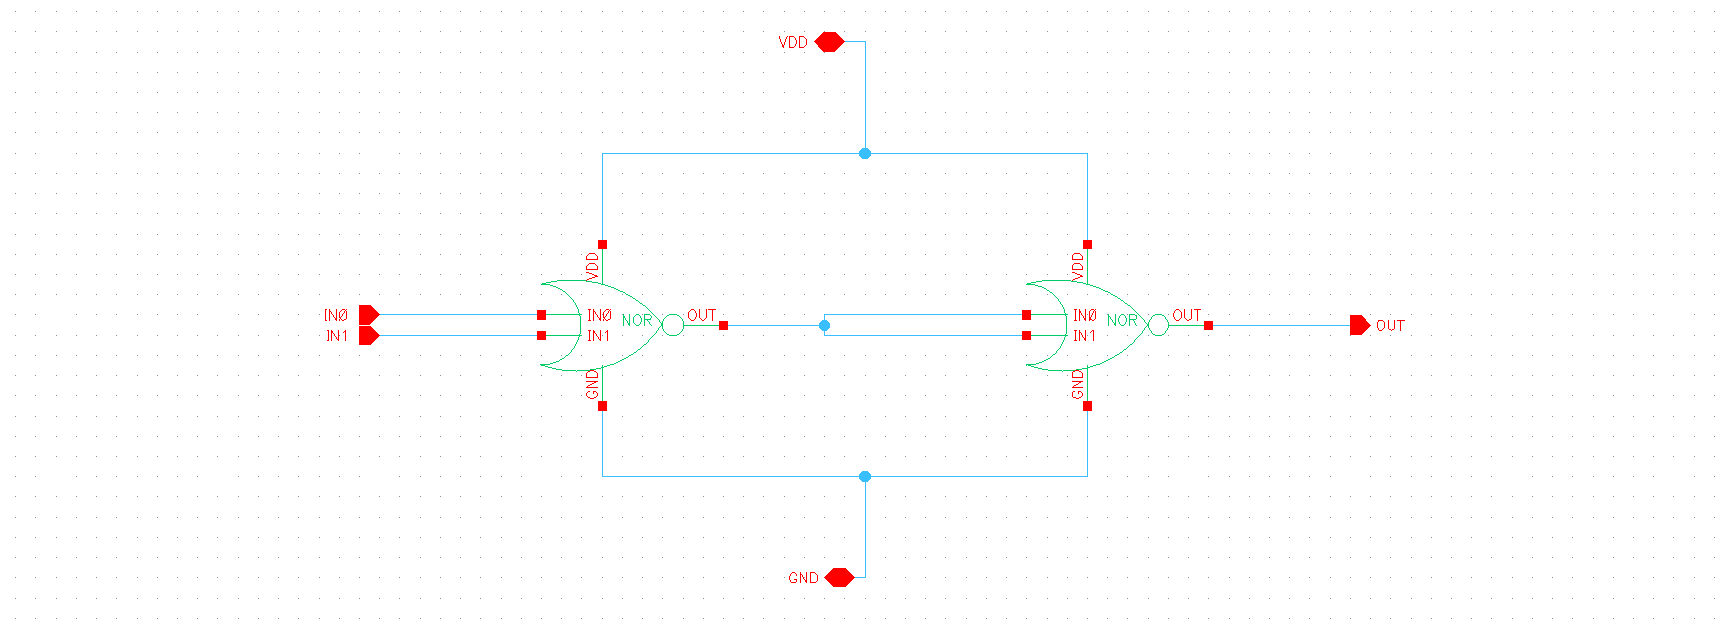 VDD
VDD
VDD
IN0
IN1
IN0
IN1
NOR
OUT
IN0
IN1
NOR
OUT
OUT
GND
GND
GND